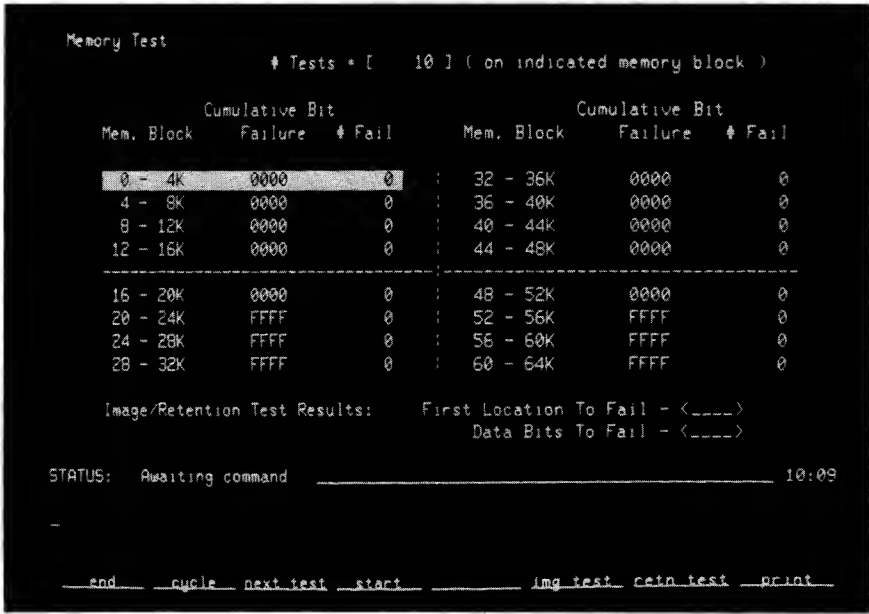 Memory Test
# Tests = [ 10 ] ( on indicated memory block )
Cumulative Bit Cumulative Bit
Mem. Block Failure # Fail Mem. Block Failure # Fail
0 - 4K 0000 0 : 32 - 36K 0000 0
4 - 8K 0000 0 : 36 - 40K 0000 0
8 - 12K 0000 0 : 40 - 44K 0000 0
12 - 16K 0000 0 : 44 - 48K 0000 0
16 - 20K 0000 0 : 48 - 52K 0000 0
20 - 24K FFFF 0 : 52 - 56K FFFF 0
24 - 28K FFFF 0 : 56 - 60K FFFF 0
28 - 32K FFFF 0 : 60 - 64K FFFF 0
Image/Retention Test Results: First Location To Fail - <____>
Data Bits To Fail - <____>
STATUS: Awaiting command 10:09
end cycle next test start img test retn test print